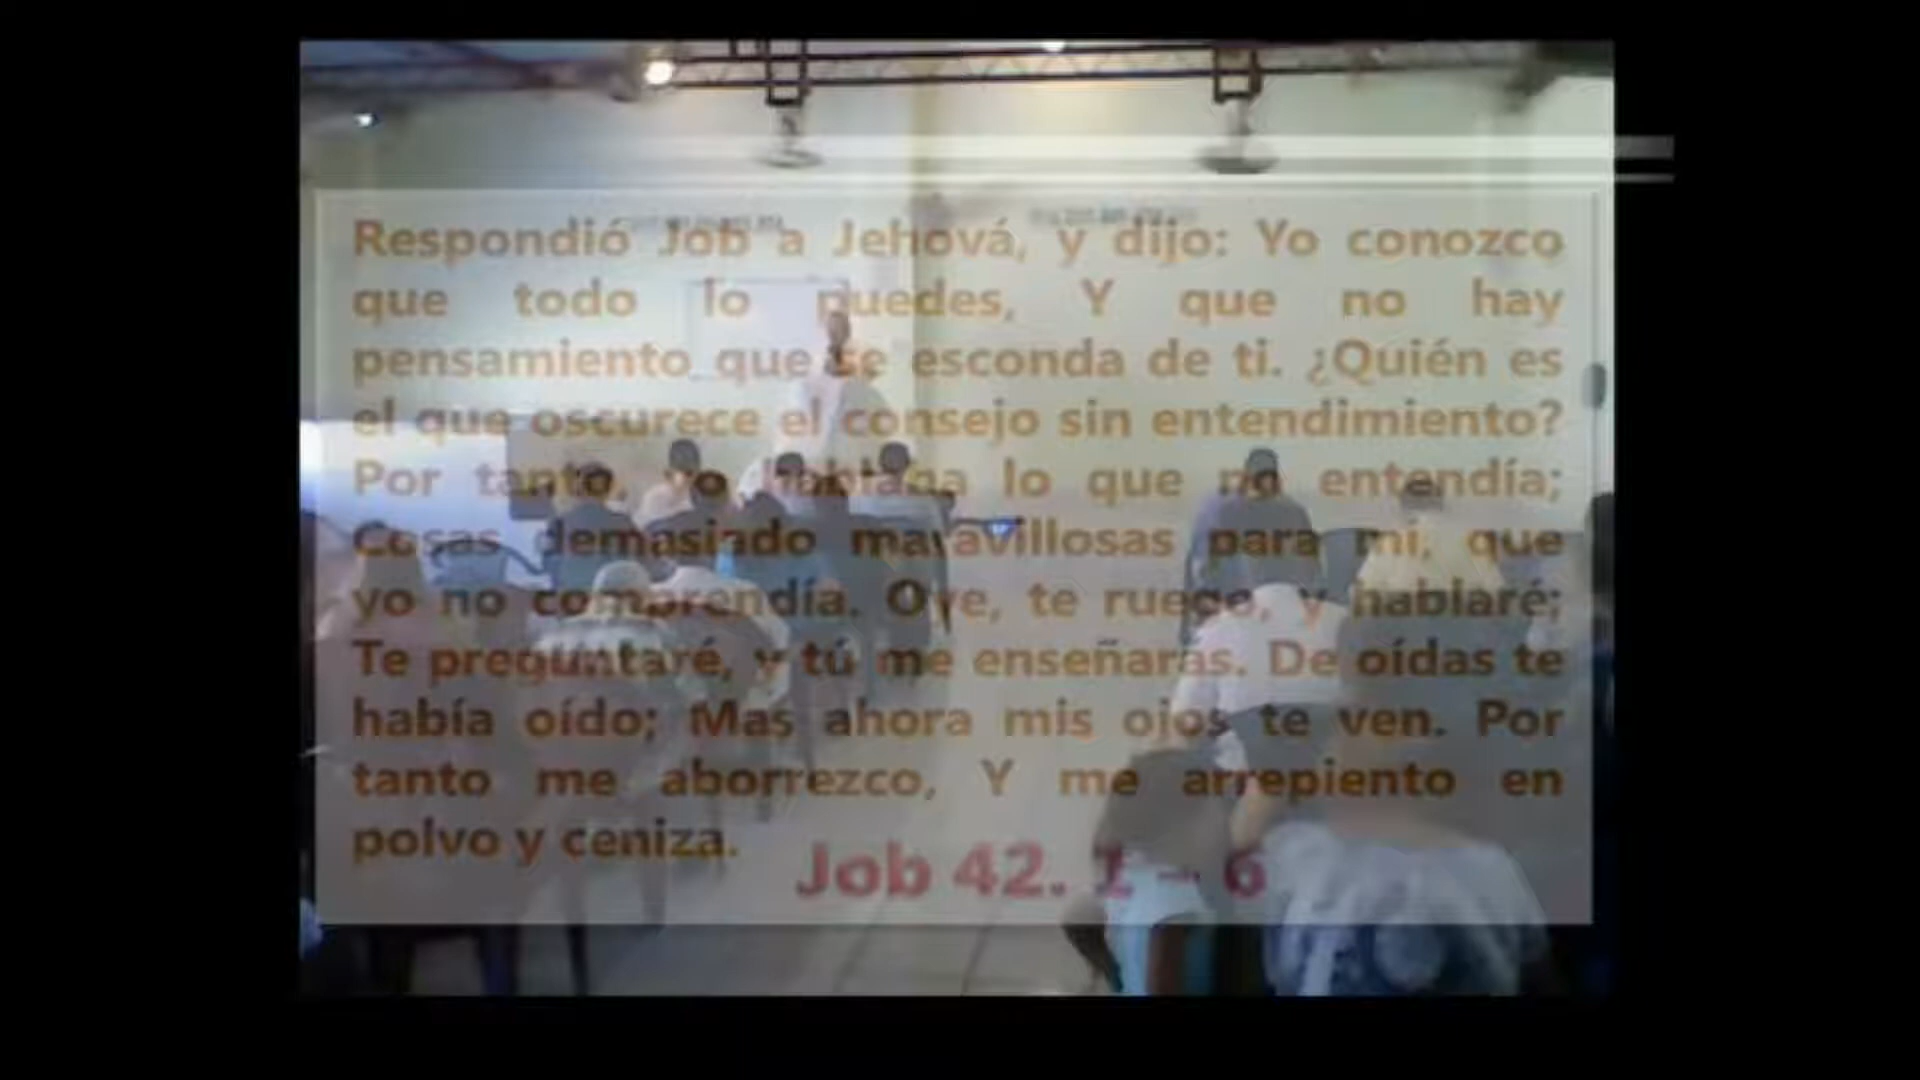 Respondió Job a Jehová, y dijo: Yo conozco
que todo lo puedes, Y que no hay
pensamiento que se esconda de ti. ¿Quién es
el que oscurece el consejo sin entendimiento?
Por tanto, yo hablaba lo que no entendía;
Cosas demasiado maravillosas para mí, que
yo no comprendía. Oye, te ruego, y hablaré;
Te preguntaré, y tú me enseñarás. De oídas te
había oído; Mas ahora mis ojos te ven. Por
tanto me aborrezco, Y me arrepiento en
polvo y ceniza.
Job 42. 1 - 6